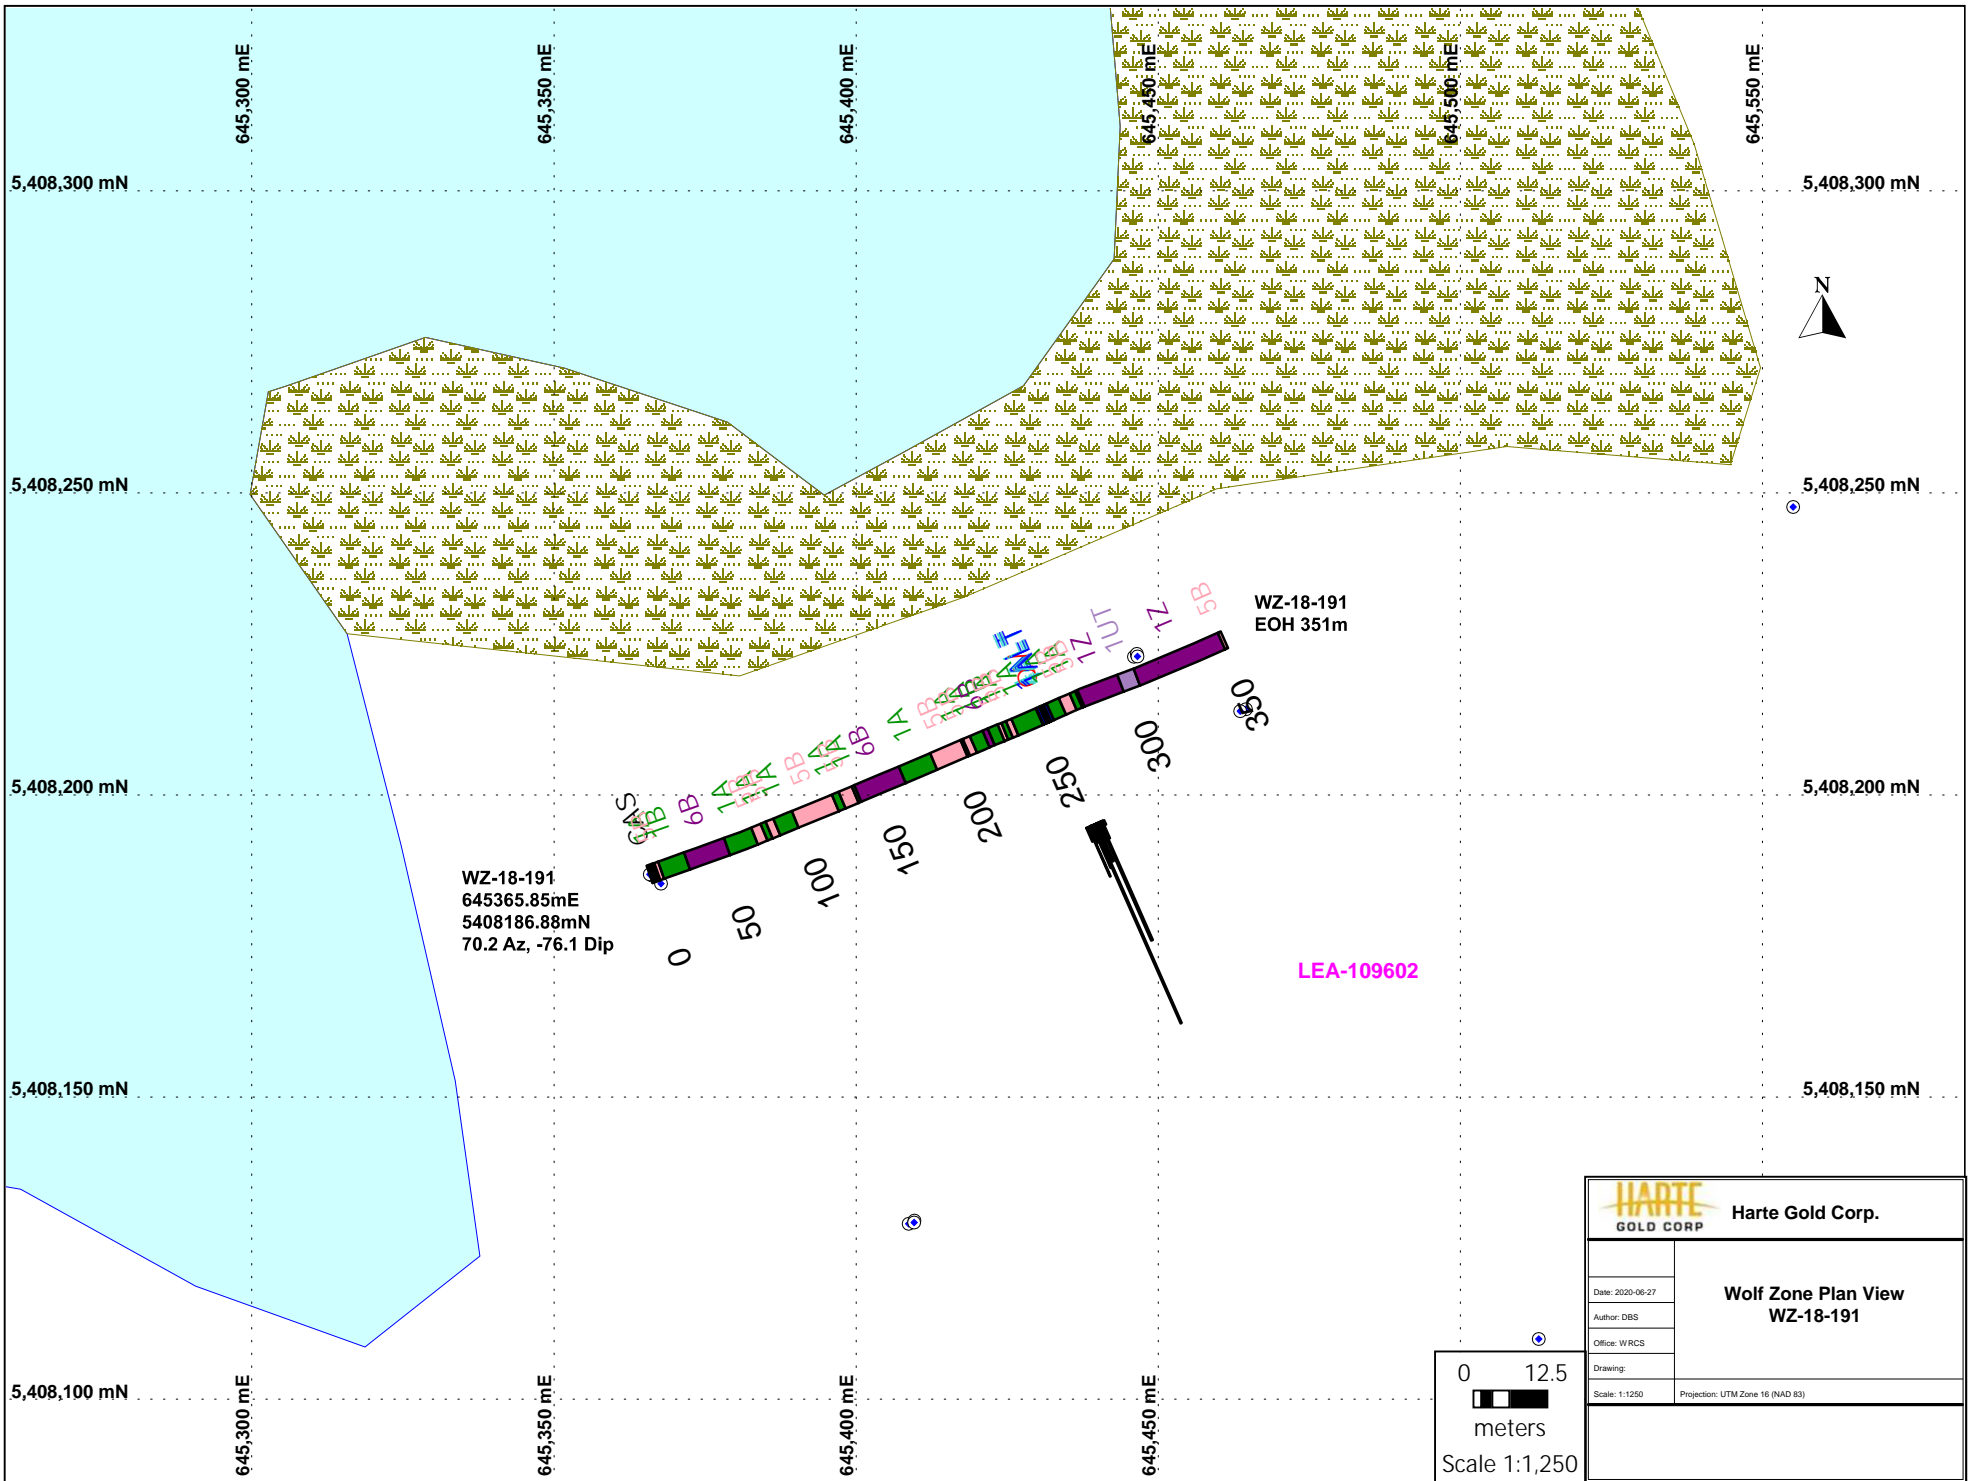 645,300 mE
645,350 mE
645,400 mE
645,450 mE
645,500 mE
645,550 mE
5,408,300 mN
5,408,300 mN
N
5,408,250 mN
5,408,250 mN
WZ-18-191
EOH 351m
5B
1Z
1UT
1Z
5B
1A
6B
1A
5B
6B
1A
5B
1A
5B
1A
1A
6B
1B
CAS
5,408,200 mN
5,408,200 mN
WZ-18-191
645365.85mE
5408186.88mN
70.2 Az, -76.1 Dip
0
50
100
150
200
250
300
350
LEA-109602
5,408,150 mN
5,408,150 mN
5,408,100 mN
645,300 mE
645,350 mE
645,400 mE
645,450 mE
0 12.5
meters
Scale 1:1,250
HARTE
GOLD CORP
Harte Gold Corp.
Wolf Zone Plan View
WZ-18-191
Date: 2020-06-27
Author: DBS
Office: WRCS
Drawing:
Scale: 1:1250
Projection: UTM Zone 16 (NAD 83)